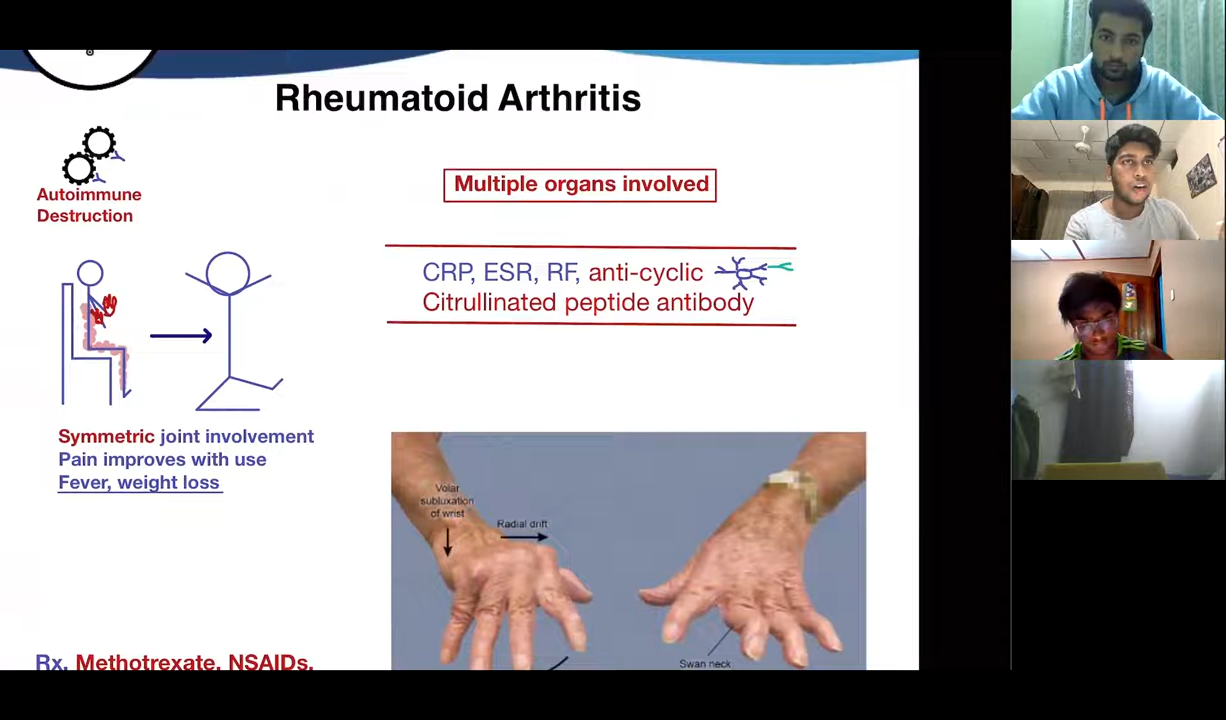 Rheumatoid Arthritis
Autoimmune
Destruction
Multiple organs involved
CRP, ESR, RF, anti-cyclic
Citrullinated peptide antibody
Symmetric joint involvement
Pain improves with use
Fever, weight loss
Volar
subluxation
of wrist
Radial drift
Swan neck
Rx. Methotrexate, NSAIDs,